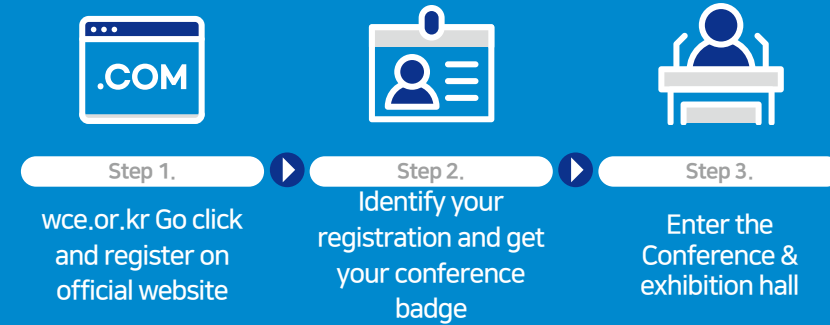 .COM
Step 1.
wce.or.kr Go click
and register on
official website
Step 2.
Identify your
registration and get
your conference
badge
Step 3.
Enter the
Conference &
exhibition hall